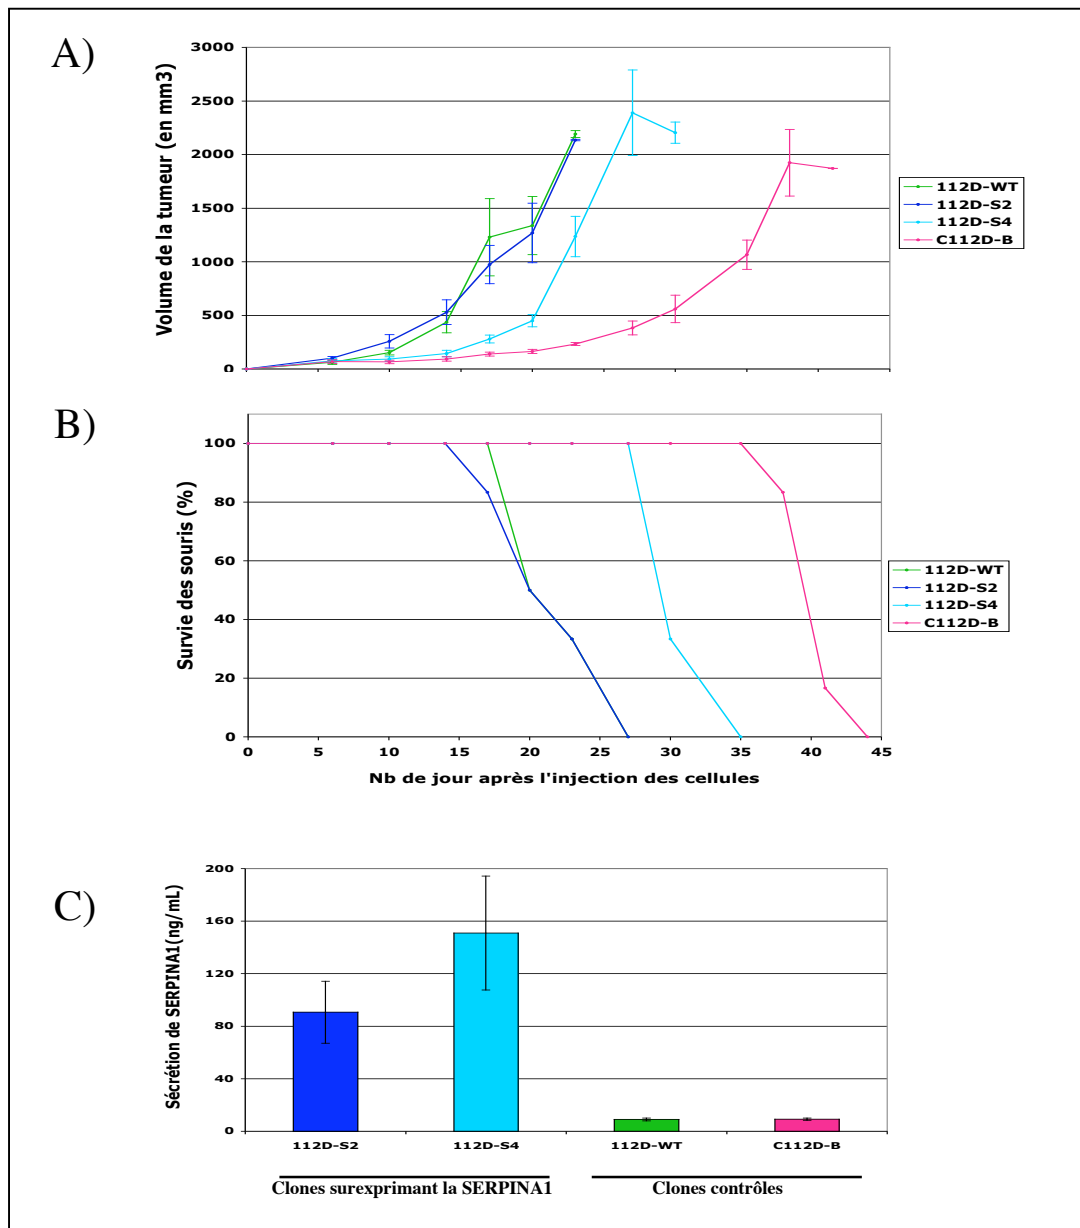 A)
Volume de la tumeur (en mm3)
3000
2500
2000
1500
1000
500
0
112D-WT
112D-S2
112D-S4
C112D-B
B)
Survie des souris (%)
100
80
60
40
20
0
0 5 10 15 20 25 30 35 40 45
Nb de jour après l'injection des cellules
112D-WT
112D-S2
112D-S4
C112D-B
C)
Sécrétion de SERPINA1(ng/mL)
200
160
120
80
40
0
112D-S2 112D-S4 112D-WT C112D-B
Clones surexprimant la SERPINA1 Clones contrôles